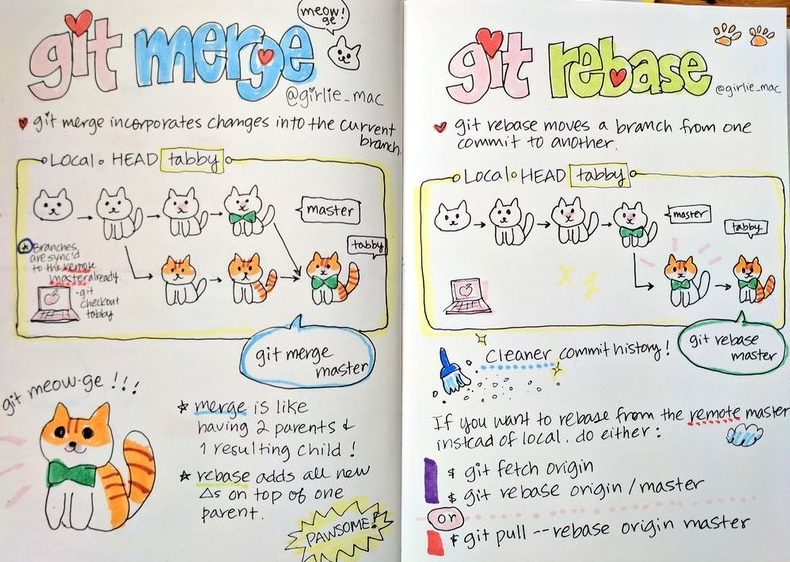 git merge
meow!
ge
@girlie_mac
git merge incorporates changes into the current
branch.
LOCAL HEAD tabby
master
Branches
are sync'd
to the remote
master already.
git
checkout
tabby
tabby
git merge
master
git meow-ge!!!
merge is like
having 2 parents &
1 resulting child!
rebase adds all new
Δs on top of one
parent.
PAWSOME!
git rebase
@girlie_mac
git rebase moves a branch from one
commit to another.
LOCAL HEAD tabby
master
tabby
git rebase
master
Cleaner commit history!
If you want to rebase from the remote master
instead of local. do either:
$ git fetch origin
$ git rebase origin/master
or
$ git pull --rebase origin master